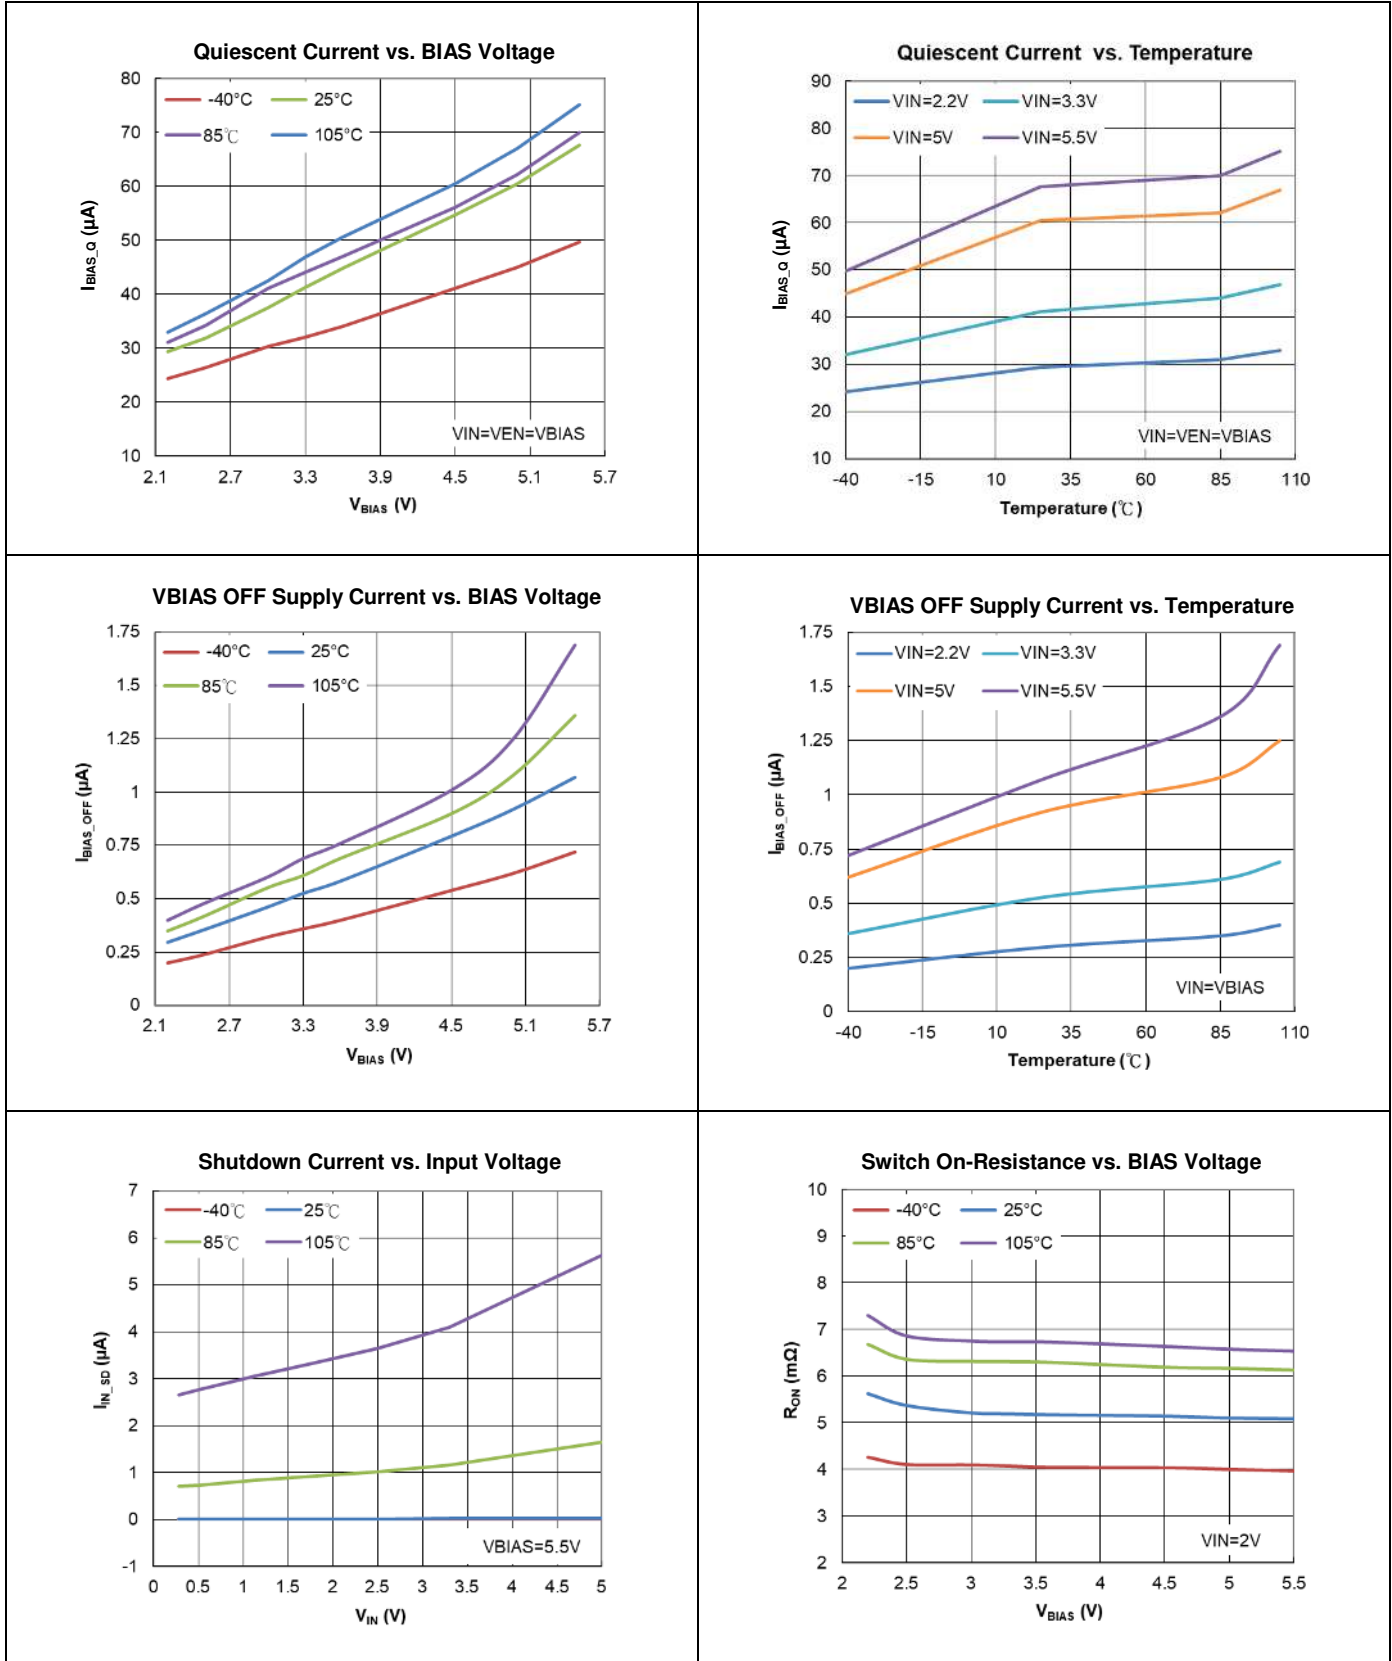 Quiescent Current vs. BIAS Voltage
-40°C 25°C
85℃ 105°C
80
70
60
50
40
30
20
10
IBIAS_Q (µA)
VIN=VEN=VBIAS
2.1 2.7 3.3 3.9 4.5 5.1 5.7
VBIAS (V)
Quiescent Current vs. Temperature
VIN=2.2V VIN=3.3V
VIN=5V VIN=5.5V
90
80
70
60
50
40
30
20
10
IBIAS_Q (µA)
VIN=VEN=VBIAS
-40 -15 10 35 60 85 110
Temperature (℃)
VBIAS OFF Supply Current vs. BIAS Voltage
-40°C 25°C
85℃ 105°C
1.75
1.5
1.25
1
0.75
0.5
0.25
0
IBIAS_OFF (µA)
2.1 2.7 3.3 3.9 4.5 5.1 5.7
VBIAS (V)
VBIAS OFF Supply Current vs. Temperature
VIN=2.2V VIN=3.3V
VIN=5V VIN=5.5V
1.75
1.5
1.25
1
0.75
0.5
0.25
0
IBIAS_OFF (µA)
VIN=VBIAS
-40 -15 10 35 60 85 110
Temperature (℃)
Shutdown Current vs. Input Voltage
-40℃ 25℃
85℃ 105℃
7
6
5
4
3
2
1
0
-1
IIN_SD (µA)
VBIAS=5.5V
0 0.5 1 1.5 2 2.5 3 3.5 4 4.5 5
VIN (V)
Switch On-Resistance vs. BIAS Voltage
-40°C 25°C
85°C 105°C
10
9
8
7
6
5
4
3
2
RON (mΩ)
VIN=2V
2 2.5 3 3.5 4 4.5 5 5.5
VBIAS (V)